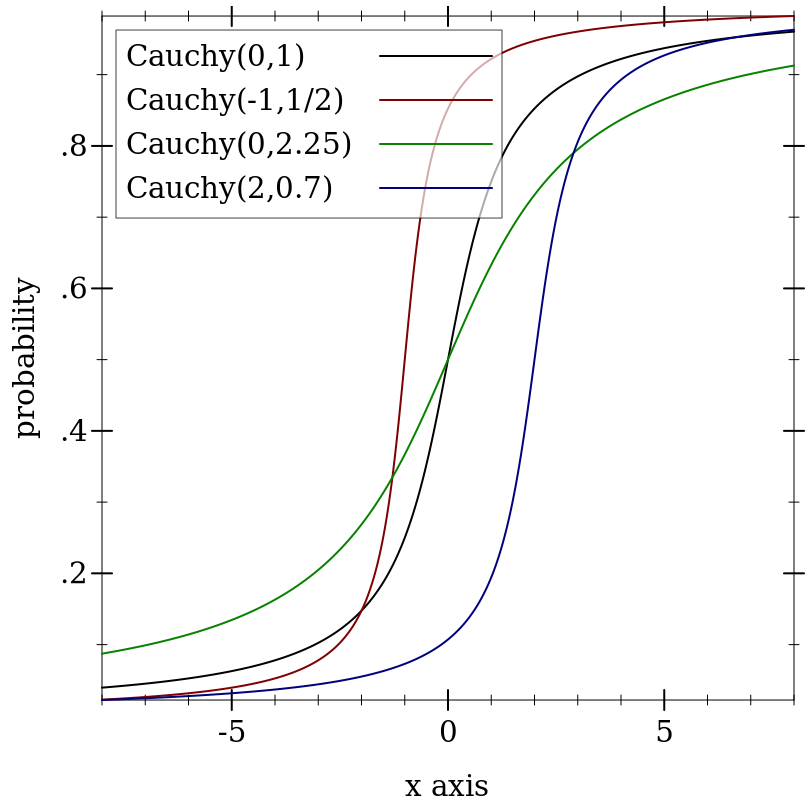 Cauchy(0,1)
Cauchy(-1,1/2)
Cauchy(0,2.25)
Cauchy(2,0.7)
.8
.6
.4
.2
probability
-5 0 5
x axis